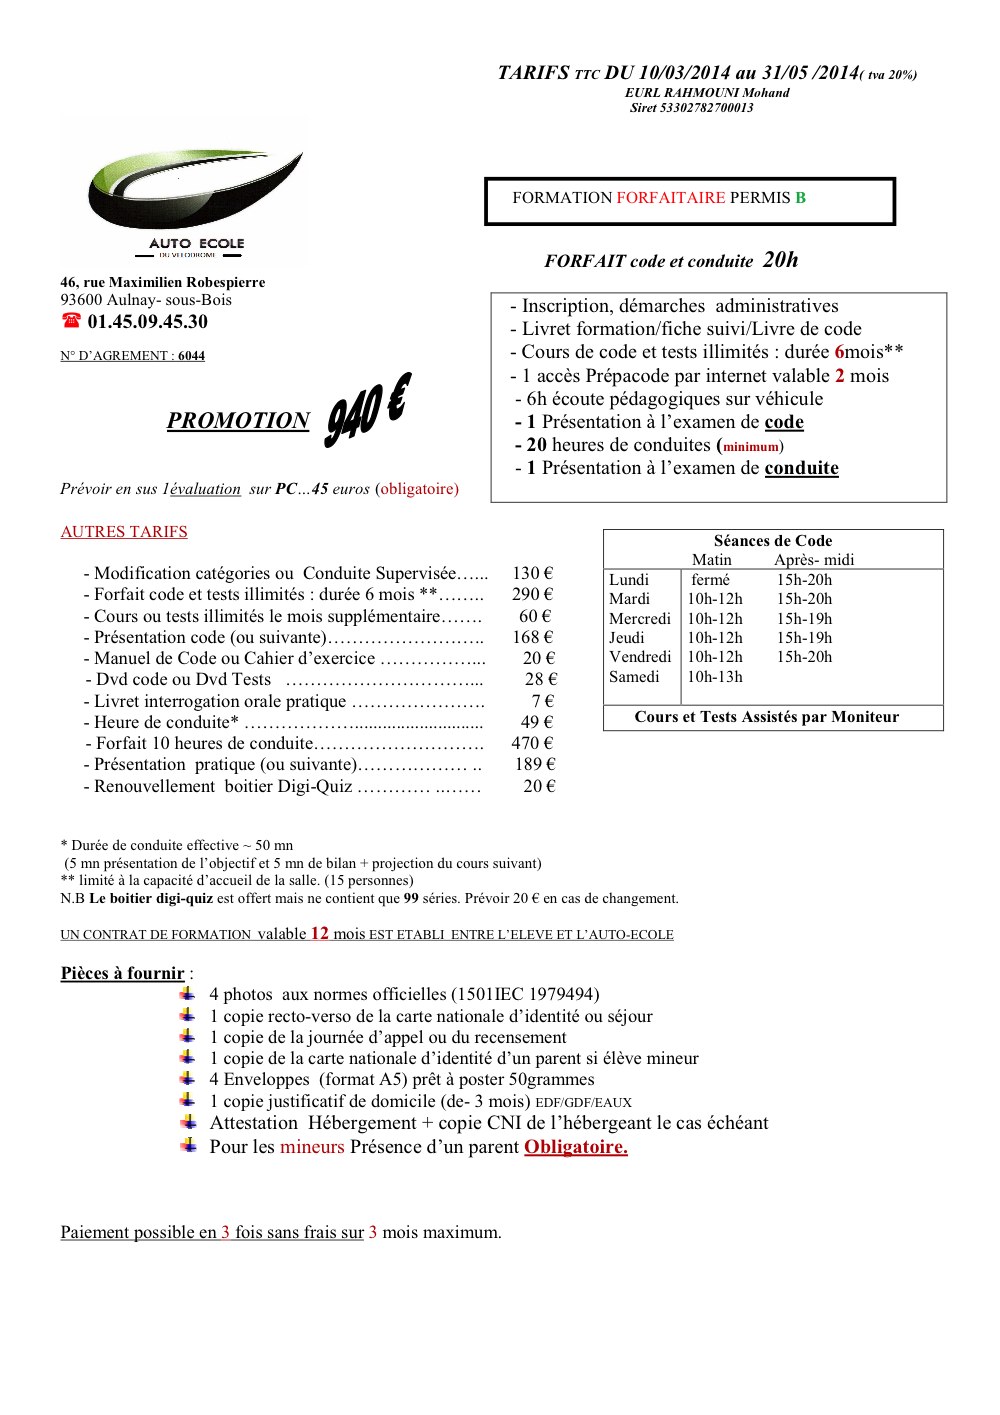 TARIFS TTC DU 10/03/2014 au 31/05 /2014( tva 20%)
EURL RAHMOUNI Mohand
Siret 53302782700013
AUTO ECOLE
DU VELODROME
FORMATION FORFAITAIRE PERMIS B
FORFAIT code et conduite 20h
46, rue Maximilien Robespierre
93600 Aulnay- sous-Bois
☎ 01.45.09.45.30
N° D'AGREMENT : 6044
PROMOTION 940 €
Prévoir en sus 1évaluation sur PC…45 euros (obligatoire)
- Inscription, démarches administratives
- Livret formation/fiche suivi/Livre de code
- Cours de code et tests illimités : durée 6mois**
- 1 accès Prépacode par internet valable 2 mois
- 6h écoute pédagogiques sur véhicule
- 1 Présentation à l'examen de code
- 20 heures de conduites (minimum)
- 1 Présentation à l'examen de conduite
AUTRES TARIFS
- Modification catégories ou Conduite Supervisée…... 130 €
- Forfait code et tests illimités : durée 6 mois **…….. 290 €
- Cours ou tests illimités le mois supplémentaire……. 60 €
- Présentation code (ou suivante)…………………….. 168 €
- Manuel de Code ou Cahier d'exercice ……………... 20 €
- Dvd code ou Dvd Tests ………………………... 28 €
- Livret interrogation orale pratique …………………. 7 €
- Heure de conduite* ………………............................ 49 €
- Forfait 10 heures de conduite………………………. 470 €
- Présentation pratique (ou suivante)……………… .. 189 €
- Renouvellement boitier Digi-Quiz ………… ..…… 20 €
Séances de Code
Matin Après- midi
Lundi fermé 15h-20h
Mardi 10h-12h 15h-20h
Mercredi 10h-12h 15h-19h
Jeudi 10h-12h 15h-19h
Vendredi 10h-12h 15h-20h
Samedi 10h-13h
Cours et Tests Assistés par Moniteur
* Durée de conduite effective ~ 50 mn
(5 mn présentation de l'objectif et 5 mn de bilan + projection du cours suivant)
** limité à la capacité d'accueil de la salle. (15 personnes)
N.B Le boitier digi-quiz est offert mais ne contient que 99 séries. Prévoir 20 € en cas de changement.
UN CONTRAT DE FORMATION valable 12 mois EST ETABLI ENTRE L'ELEVE ET L'AUTO-ECOLE
Pièces à fournir :
4 photos aux normes officielles (1501IEC 1979494)
1 copie recto-verso de la carte nationale d'identité ou séjour
1 copie de la journée d'appel ou du recensement
1 copie de la carte nationale d'identité d'un parent si élève mineur
4 Enveloppes (format A5) prêt à poster 50grammes
1 copie justificatif de domicile (de- 3 mois) EDF/GDF/EAUX
Attestation Hébergement + copie CNI de l'hébergeant le cas échéant
Pour les mineurs Présence d'un parent Obligatoire.
Paiement possible en 3 fois sans frais sur 3 mois maximum.